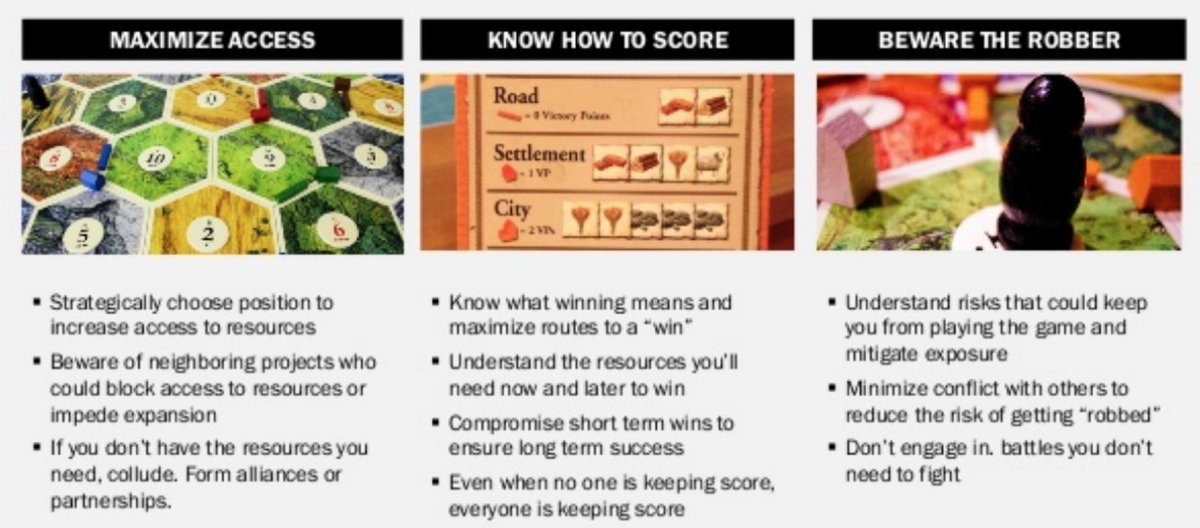 MAXIMIZE ACCESS
KNOW HOW TO SCORE
BEWARE THE ROBBER
10
9
5
2
6
Road
= 0 Victory Points
Settlement
= 1 VP
City
= 2 VPs
▪ Strategically choose position to
increase access to resources
▪ Beware of neighboring projects who
could block access to resources or
impede expansion
▪ If you don't have the resources you
need, collude. Form alliances or
partnerships.
▪ Know what winning means and
maximize routes to a "win"
▪ Understand the resources you'll
need now and later to win
▪ Compromise short term wins to
ensure long term success
▪ Even when no one is keeping score,
everyone is keeping score
▪ Understand risks that could keep
you from playing the game and
mitigate exposure
▪ Minimize conflict with others to
reduce the risk of getting "robbed"
▪ Don't engage in. battles you don't
need to fight